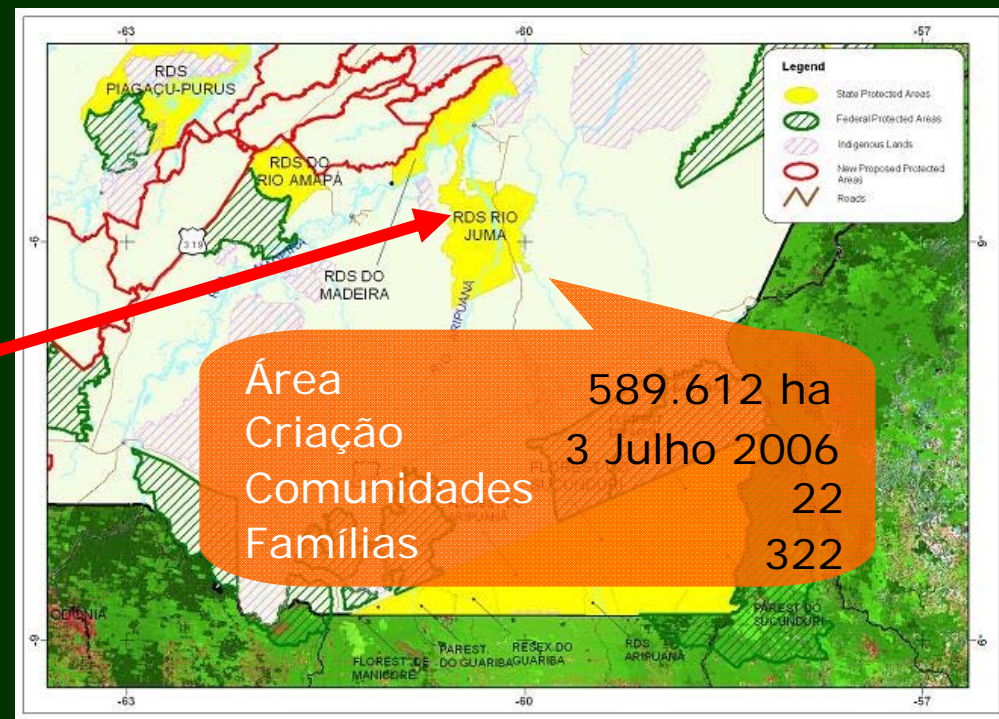 -63 -60 -57
RDS
PIAGAÇU-PURUS
RDS DO
RIO AMAPÁ
319
RDS RIO
JUMA
RDS DO
MADEIRA
ARIPUANA
Legend
State Protected Areas
Federal Protected Areas
Indigenous Lands
New Proposed Protected
Areas
Roads
-6
Área 589.612 ha
Criação 3 Julho 2006
Comunidades 22
Famílias 322
SUCUNDURI
-9
FLOREST DE
MANICORÉ
PAREST.
DO GUARIBA
RESEX DO
GUARIBA
RDS
ARIPUANÃ
PAREST DO
SUCUNDURI
-63 -60 -57